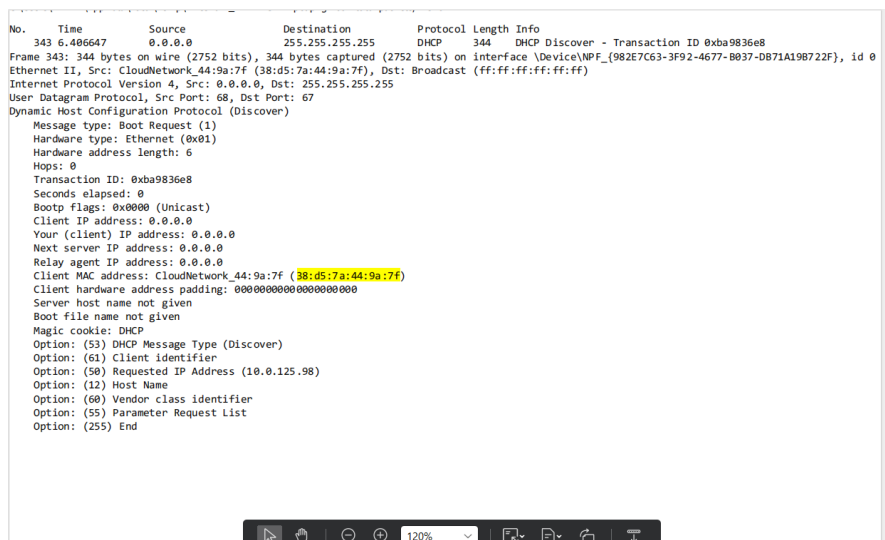 No. Time Source Destination Protocol Length Info
343 6.406647 0.0.0.0 255.255.255.255 DHCP 344 DHCP Discover - Transaction ID 0xba9836e8
Frame 343: 344 bytes on wire (2752 bits), 344 bytes captured (2752 bits) on interface \Device\NPF_{982E7C63-3F92-4677-B037-DB71A19B722F}, id 0
Ethernet II, Src: CloudNetwork_44:9a:7f (38:d5:7a:44:9a:7f), Dst: Broadcast (ff:ff:ff:ff:ff:ff)
Internet Protocol Version 4, Src: 0.0.0.0, Dst: 255.255.255.255
User Datagram Protocol, Src Port: 68, Dst Port: 67
Dynamic Host Configuration Protocol (Discover)
Message type: Boot Request (1)
Hardware type: Ethernet (0x01)
Hardware address length: 6
Hops: 0
Transaction ID: 0xba9836e8
Seconds elapsed: 0
Bootp flags: 0x0000 (Unicast)
Client IP address: 0.0.0.0
Your (client) IP address: 0.0.0.0
Next server IP address: 0.0.0.0
Relay agent IP address: 0.0.0.0
Client MAC address: CloudNetwork_44:9a:7f (38:d5:7a:44:9a:7f)
Client hardware address padding: 00000000000000000000
Server host name not given
Boot file name not given
Magic cookie: DHCP
Option: (53) DHCP Message Type (Discover)
Option: (61) Client identifier
Option: (50) Requested IP Address (10.0.125.98)
Option: (12) Host Name
Option: (60) Vendor class identifier
Option: (55) Parameter Request List
Option: (255) End
120%